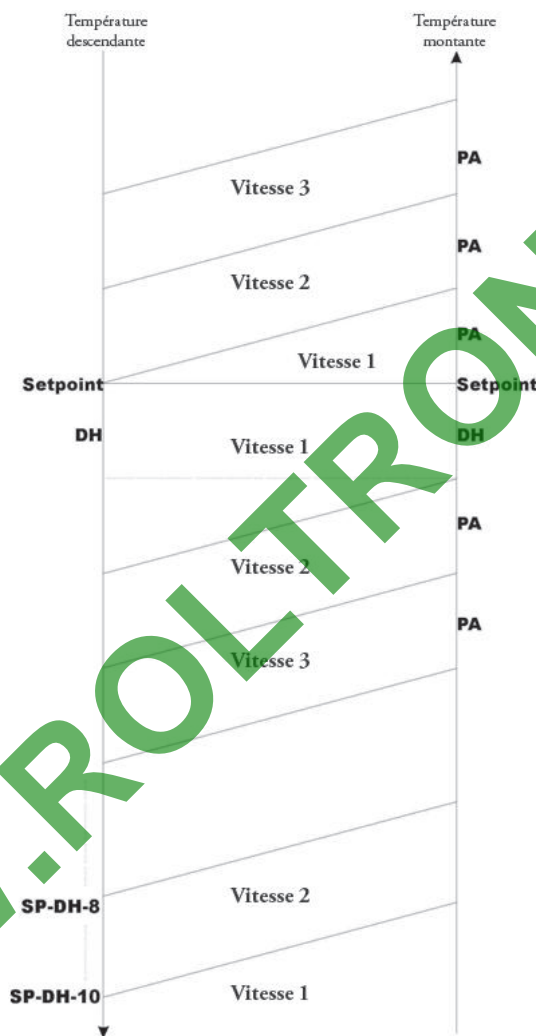 Température descendante
Température montante
PA
Vitesse 3
PA
Vitesse 2
PA
Vitesse 1
Setpoint
Setpoint
DH
DH
Vitesse 1
PA
Vitesse 2
PA
Vitesse 3
SP-DH-8
Vitesse 2
SP-DH-10
Vitesse 1
.ROLTRON